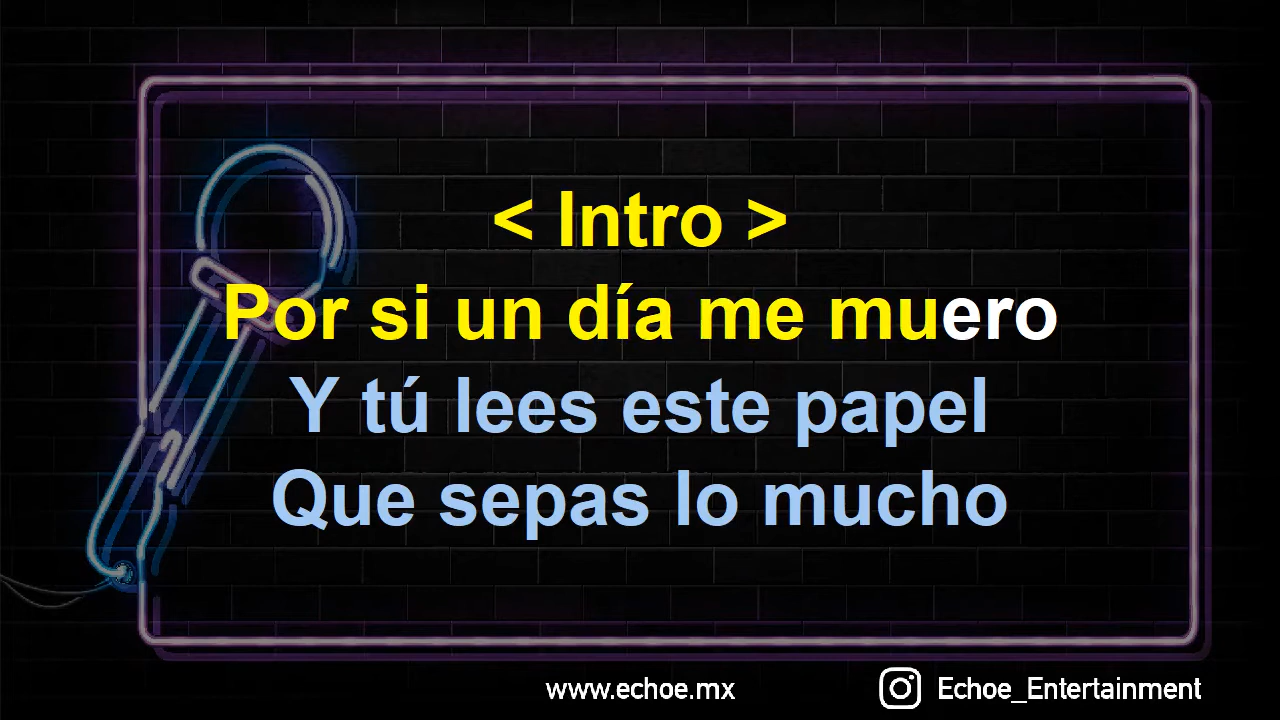 < Intro >
Por si un día me muero
Y tú lees este papel
Que sepas lo mucho
www.echoe.mx
Echoe_Entertainment